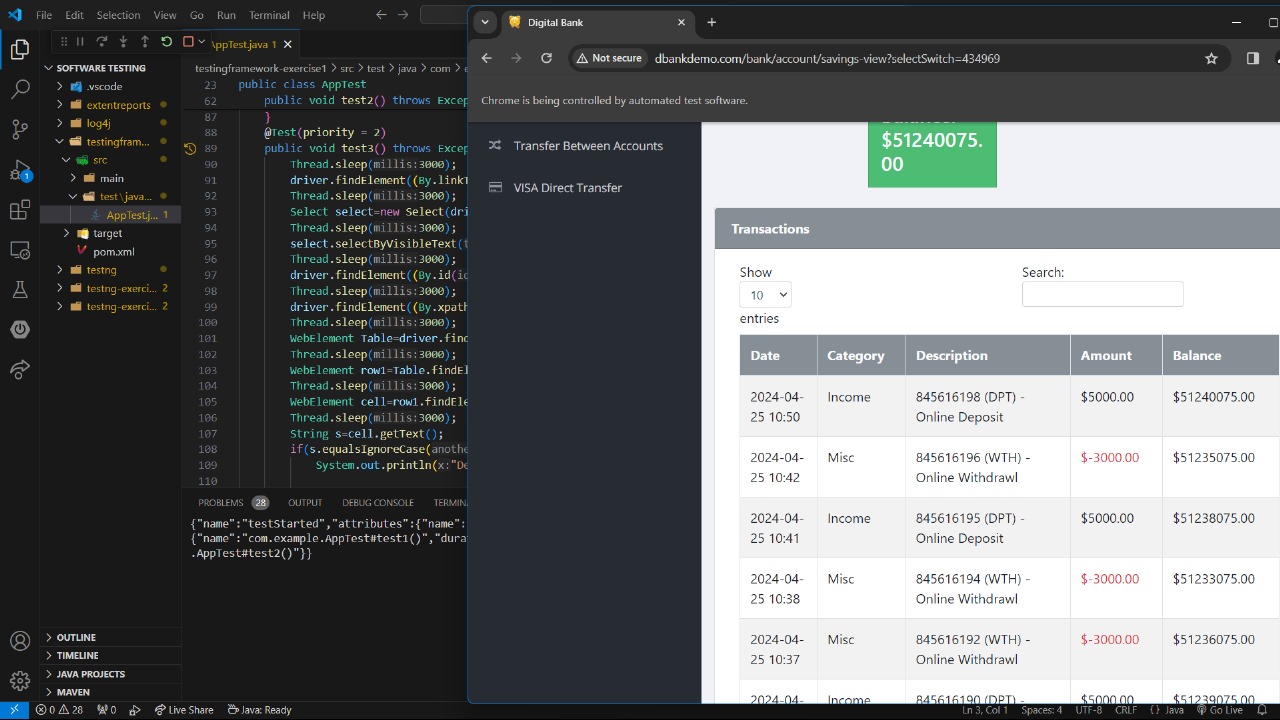 File Edit Selection View Go Run Terminal Help
AppTest.java 1
SOFTWARE TESTING
.vscode
extentreports
log4j
testingfram...
src
main
test\java...
AppTest.j... 1
target
pom.xml
testng
testng-exerci... 2
testng-exerci... 2
OUTLINE
TIMELINE
JAVA PROJECTS
MAVEN
testingframework-exercise1 > src > test > java > com > e
23 public class AppTest
62 public void test2() throws Excep
87 }
88 @Test(priority = 2)
89 public void test3() throws Excep
90 Thread.sleep(millis:3000);
91 driver.findElement((By.linkT
92 Thread.sleep(millis:3000);
93 Select select=new Select(dri
94 Thread.sleep(millis:3000);
95 select.selectByVisibleText(t
96 Thread.sleep(millis:3000);
97 driver.findElement((By.id(id
98 Thread.sleep(millis:3000);
99 driver.findElement((By.xpath
100 Thread.sleep(millis:3000);
101 WebElement Table=driver.find
102 Thread.sleep(millis:3000);
103 WebElement row1=Table.findEl
104 Thread.sleep(millis:3000);
105 WebElement cell=row1.findEle
106 Thread.sleep(millis:3000);
107 String s=cell.getText();
108 if(s.equalsIgnoreCase(anothe
109 System.out.println(x:"De
110
PROBLEMS 28 OUTPUT DEBUG CONSOLE TERMIN
{"name":"testStarted","attributes":{"name":
{"name":"com.example.AppTest#test1()","dura
.AppTest#test2()"}}
Digital Bank
Not secure dbankdemo.com/bank/account/savings-view?selectSwitch=434969
Chrome is being controlled by automated test software.
Transfer Between Accounts
VISA Direct Transfer
$51240075.
00
Transactions
Show
10
entries
Search:
Date Category Description Amount Balance
2024-04-25 10:50 Income 845616198 (DPT) - Online Deposit $5000.00 $51240075.00
2024-04-25 10:42 Misc 845616196 (WTH) - Online Withdrawl $-3000.00 $51235075.00
2024-04-25 10:41 Income 845616195 (DPT) - Online Deposit $5000.00 $51238075.00
2024-04-25 10:38 Misc 845616194 (WTH) - Online Withdrawl $-3000.00 $51233075.00
2024-04-25 10:37 Misc 845616192 (WTH) - Online Withdrawl $-3000.00 $51236075.00
2024-04- Income 845616190 (DPT) - $5000.00 $51239075.00
1
0 28 0 Live Share Java: Ready Ln 3, Col 1 Spaces: 4 UTF-8 CRLF {} Java Go Live